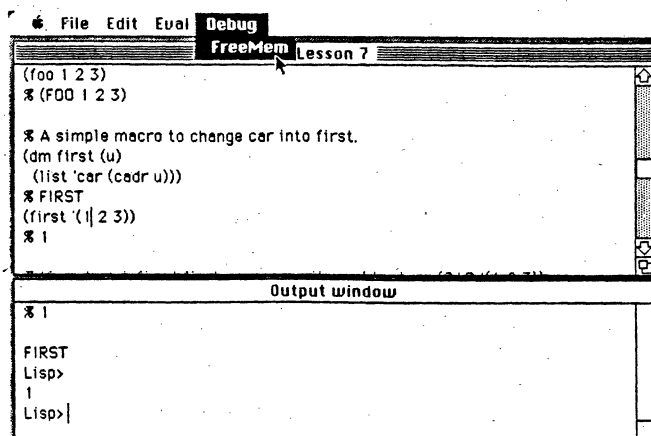 File Edit Eval Debug
FreeMem
Lesson 7
(foo 1 2 3)
% (FOO 1 2 3)
% A simple macro to change car into first.
(dm first (u)
(list 'car (cadr u)))
% FIRST
(first '(1 2 3))
% 1
Output window
% 1
FIRST
Lisp>
1
Lisp>